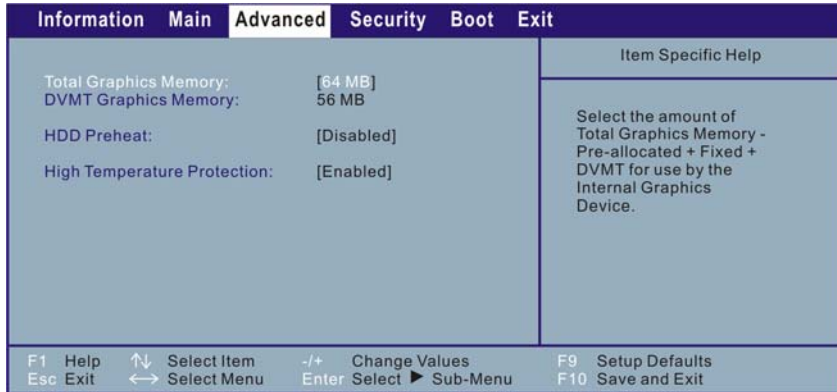 Information Main Advanced Security Boot Exit
Total Graphics Memory: [64 MB]
DVMT Graphics Memory: 56 MB
HDD Preheat: [Disabled]
High Temperature Protection: [Enabled]
Item Specific Help
Select the amount of
Total Graphics Memory -
Pre-allocated + Fixed +
DVMT for use by the
Internal Graphics
Device.
F1 Help ↑↓ Select Item -/+ Change Values F9 Setup Defaults
Esc Exit ←→ Select Menu Enter Select ▶ Sub-Menu F10 Save and Exit